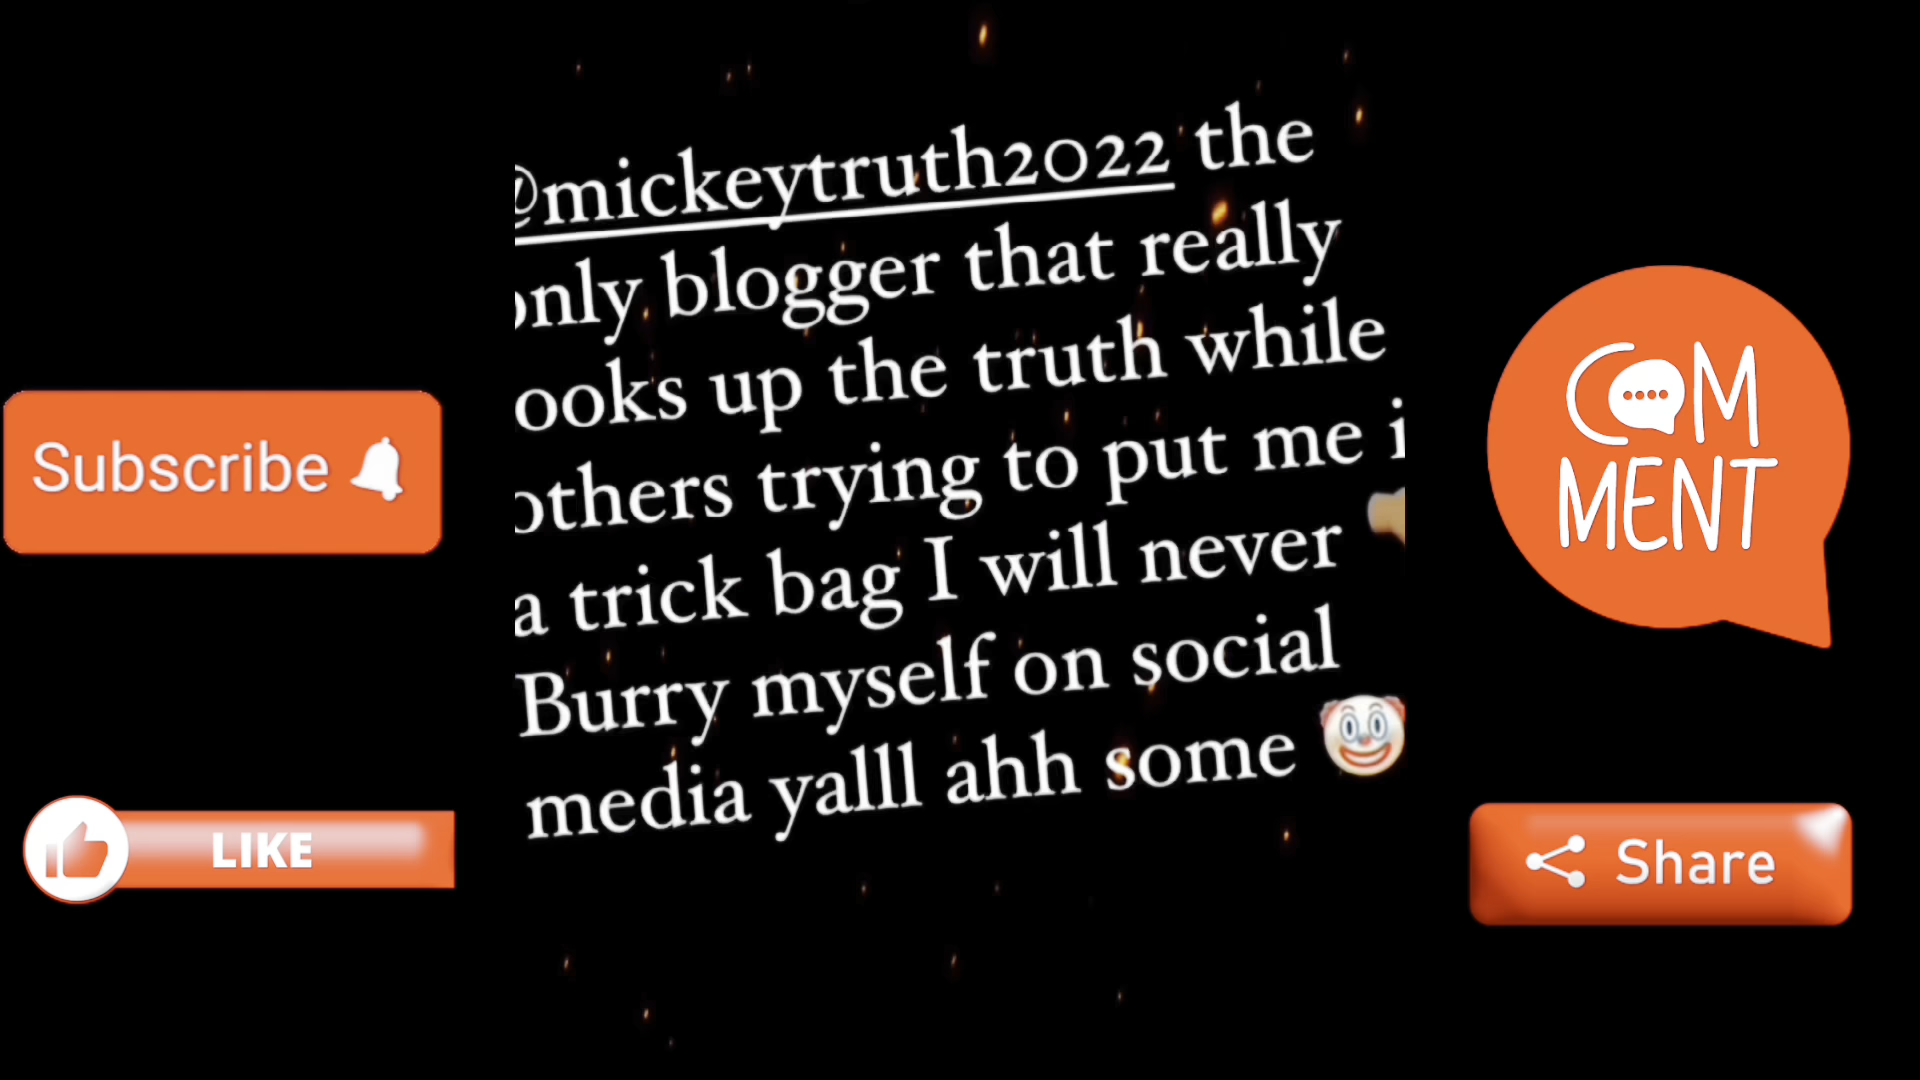 @mickeytruth2022 the
only blogger that really
ooks up the truth while
others trying to put me i
a trick bag I will never
Burry myself on social
media yalll ahh some 🤡
Subscribe
LIKE
COMMENT
Share